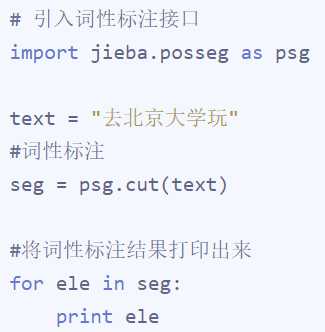 # 引入词性标注接口
import jieba.posseg as psg
text = "去北京大学玩"
#词性标注
seg = psg.cut(text)
#将词性标注结果打印出来
for ele in seg:
    print ele